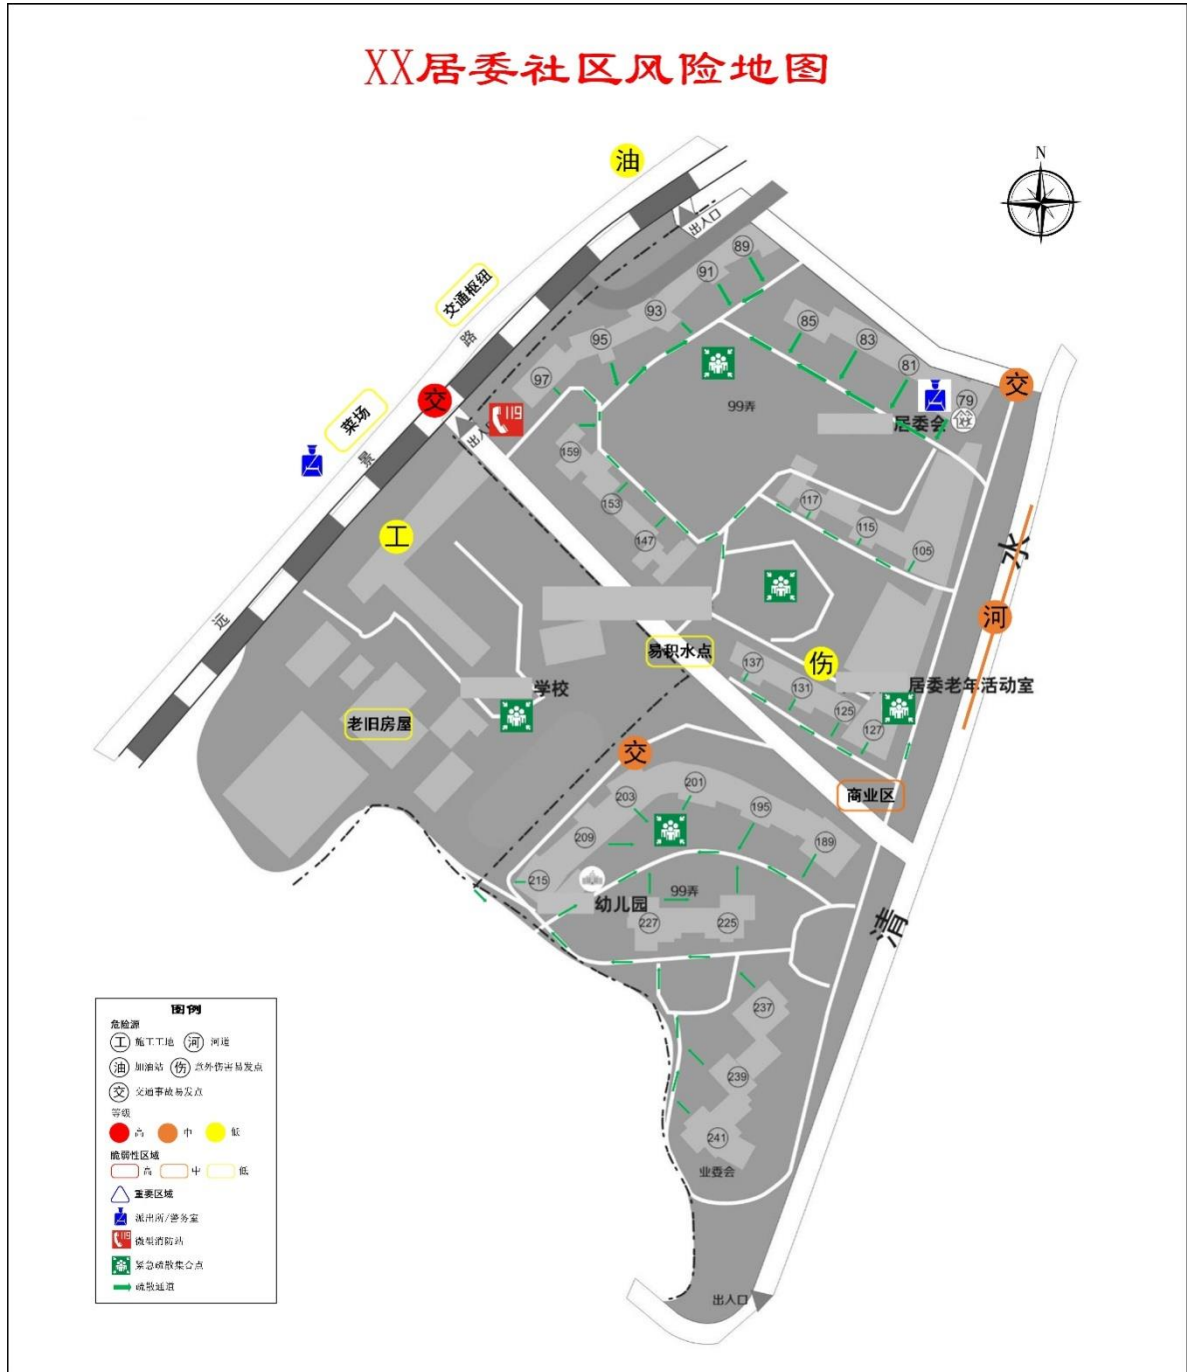 XX居委社区风险地图
N
油
出入口
89
91
交通枢纽
93
85
95
83
路
81
97
交
交
79
99弄
菜场
119
居委会
出入口
景
159
117
153
115
工
147
105
水
远
河
易积水点
137
伤
学校
131
居委老年活动室
老旧房屋
125
127
交
201
203
195
商业区
209
189
215
99弄
幼儿园
227
225
清
237
239
241
业委会
出入口
图例
危险源
工 施工工地 河 河道
油 加油站 伤 意外伤害易发点
交 交通事故易发点
等级
高 中 低
脆弱性区域
高 中 低
重要区域
派出所/警务室
119 微型消防站
紧急疏散集合点
疏散通道